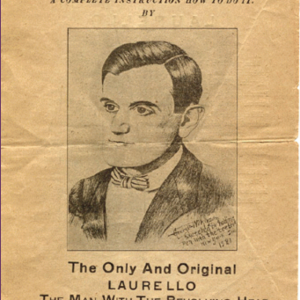 A COMPLETE INSTRUCTION HOW TO DO IT.
BY
The Only And Original
LAURELLO
THE MAN WITH THE REVOLVING HEAD